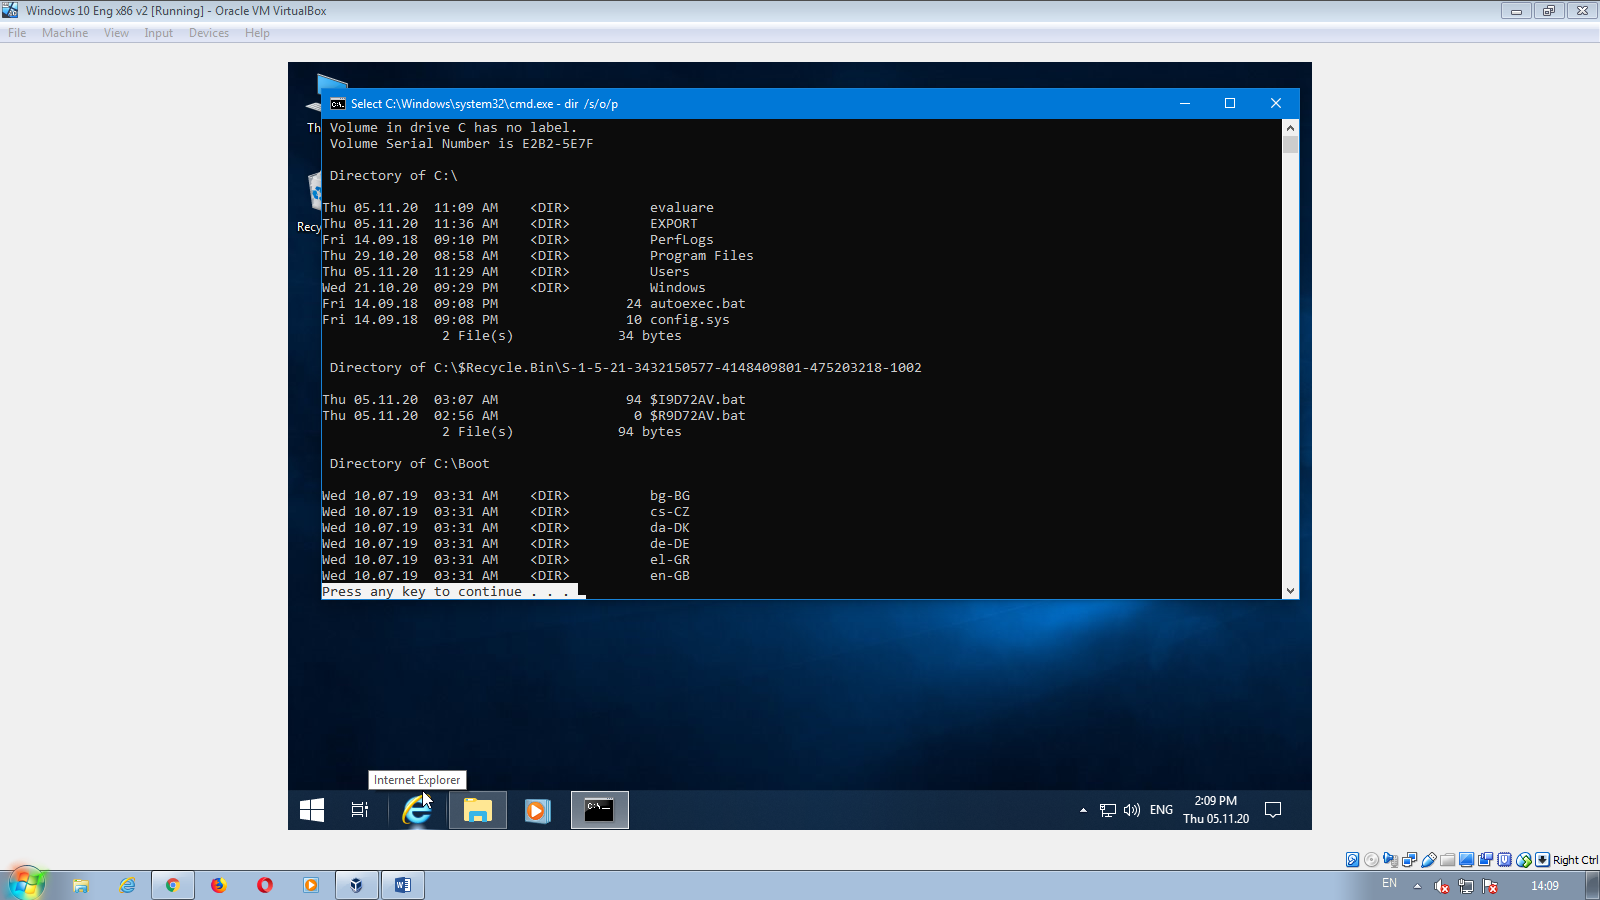 Windows 10 Eng x86 v2 [Running] - Oracle VM VirtualBox
File Machine View Input Devices Help
Select C:\Windows\system32\cmd.exe - dir /s/o/p
Th
Recy
Volume in drive C has no label.
Volume Serial Number is E2B2-5E7F
Directory of C:\
Thu 05.11.20 11:09 AM <DIR> evaluare
Thu 05.11.20 11:36 AM <DIR> EXPORT
Fri 14.09.18 09:10 PM <DIR> PerfLogs
Thu 29.10.20 08:58 AM <DIR> Program Files
Thu 05.11.20 11:29 AM <DIR> Users
Wed 21.10.20 09:29 PM <DIR> Windows
Fri 14.09.18 09:08 PM 24 autoexec.bat
Fri 14.09.18 09:08 PM 10 config.sys
2 File(s) 34 bytes
Directory of C:\$Recycle.Bin\S-1-5-21-3432150577-4148409801-475203218-1002
Thu 05.11.20 03:07 AM 94 $I9D72AV.bat
Thu 05.11.20 02:56 AM 0 $R9D72AV.bat
2 File(s) 94 bytes
Directory of C:\Boot
Wed 10.07.19 03:31 AM <DIR> bg-BG
Wed 10.07.19 03:31 AM <DIR> cs-CZ
Wed 10.07.19 03:31 AM <DIR> da-DK
Wed 10.07.19 03:31 AM <DIR> de-DE
Wed 10.07.19 03:31 AM <DIR> el-GR
Wed 10.07.19 03:31 AM <DIR> en-GB
Press any key to continue . . .
Internet Explorer
ENG
2:09 PM
Thu 05.11.20
Right Ctrl
EN
14:09